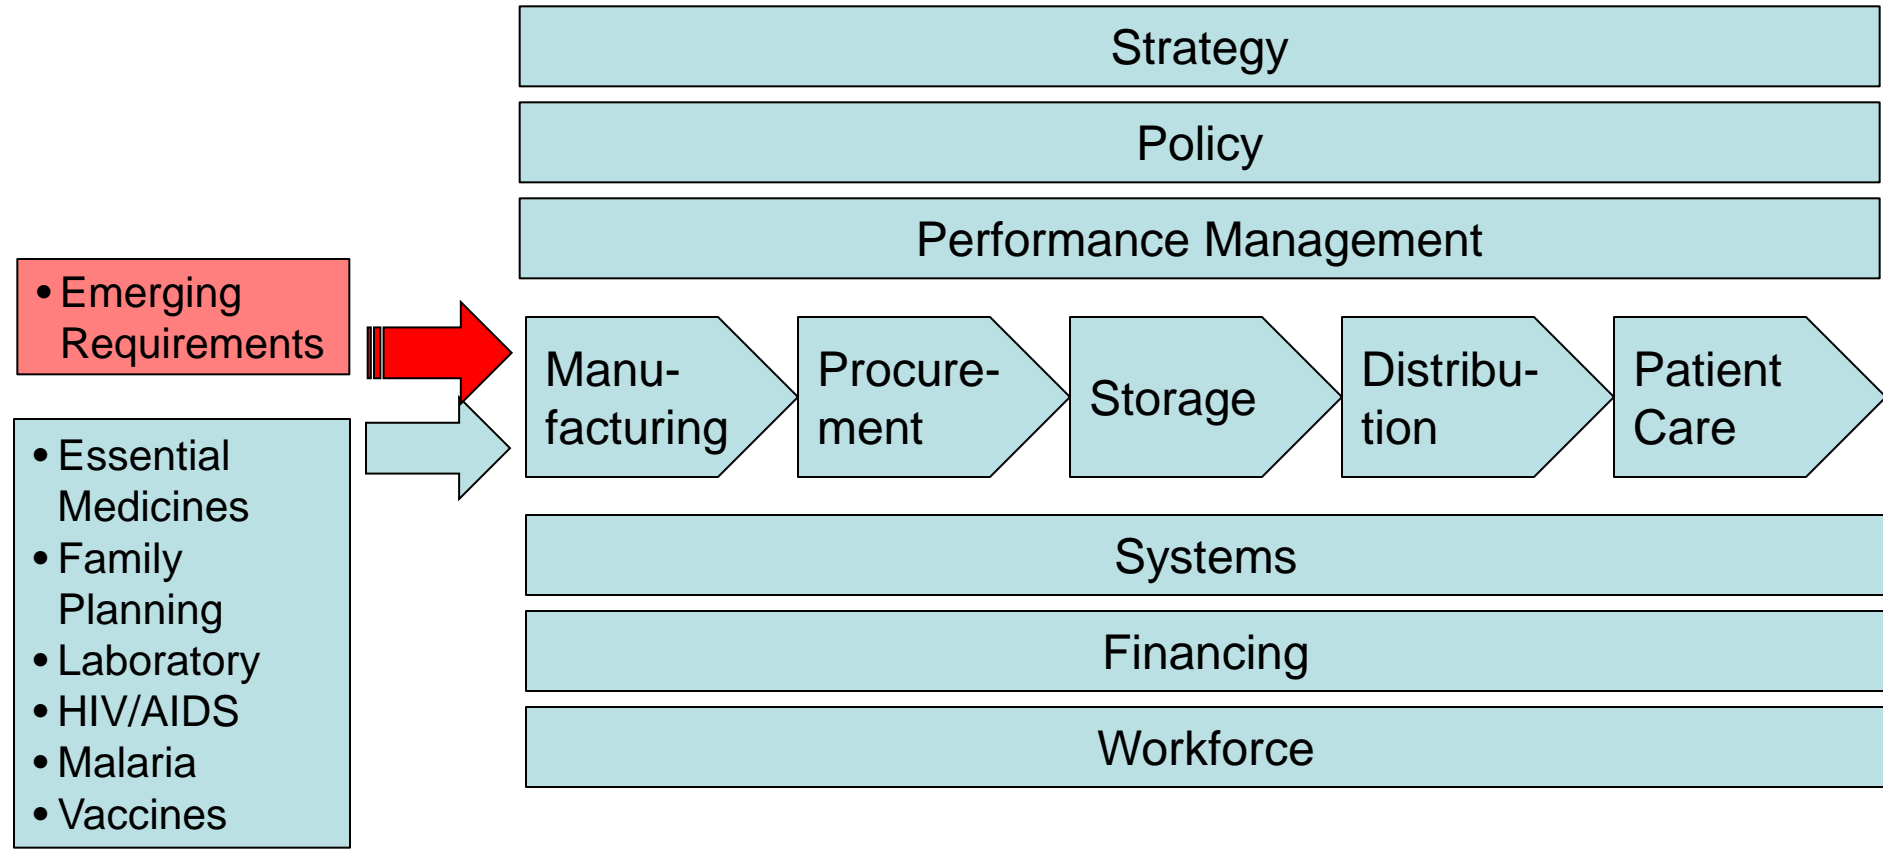 Strategy
Policy
Performance Management
• Emerging
Requirements
Manu-
facturing
Procure-
ment
Storage
Distribu-
tion
Patient
Care
• Essential
Medicines
• Family
Planning
• Laboratory
• HIV/AIDS
• Malaria
• Vaccines
Systems
Financing
Workforce